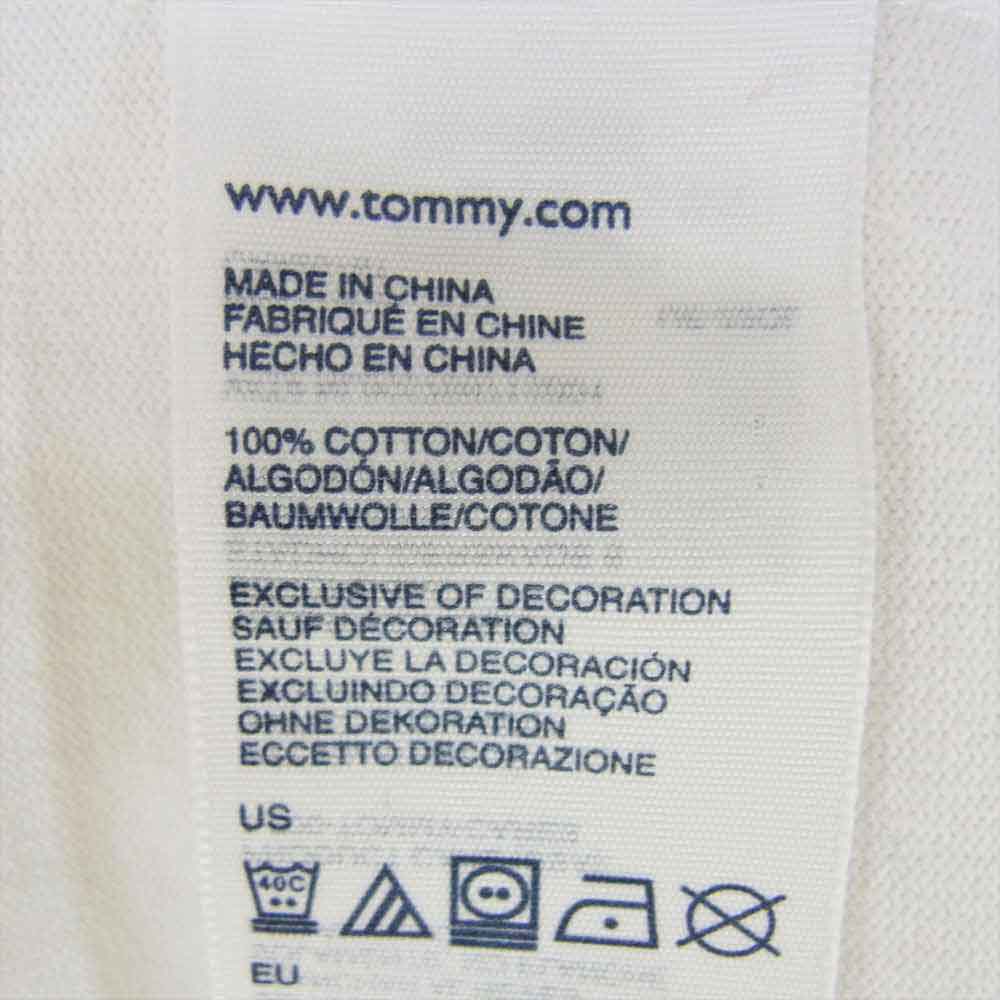 www.tommy.com
MADE IN CHINA
FABRIQUÉ EN CHINE
HECHO EN CHINA
100% COTTON/COTON/
ALGODÓN/ALGODÃO/
BAUMWOLLE/COTONE
EXCLUSIVE OF DECORATION
SAUF DÉCORATION
EXCLUYE LA DECORACIÓN
EXCLUINDO DECORAÇÃO
OHNE DEKORATION
ECCETTO DECORAZIONE
US
40C
EU